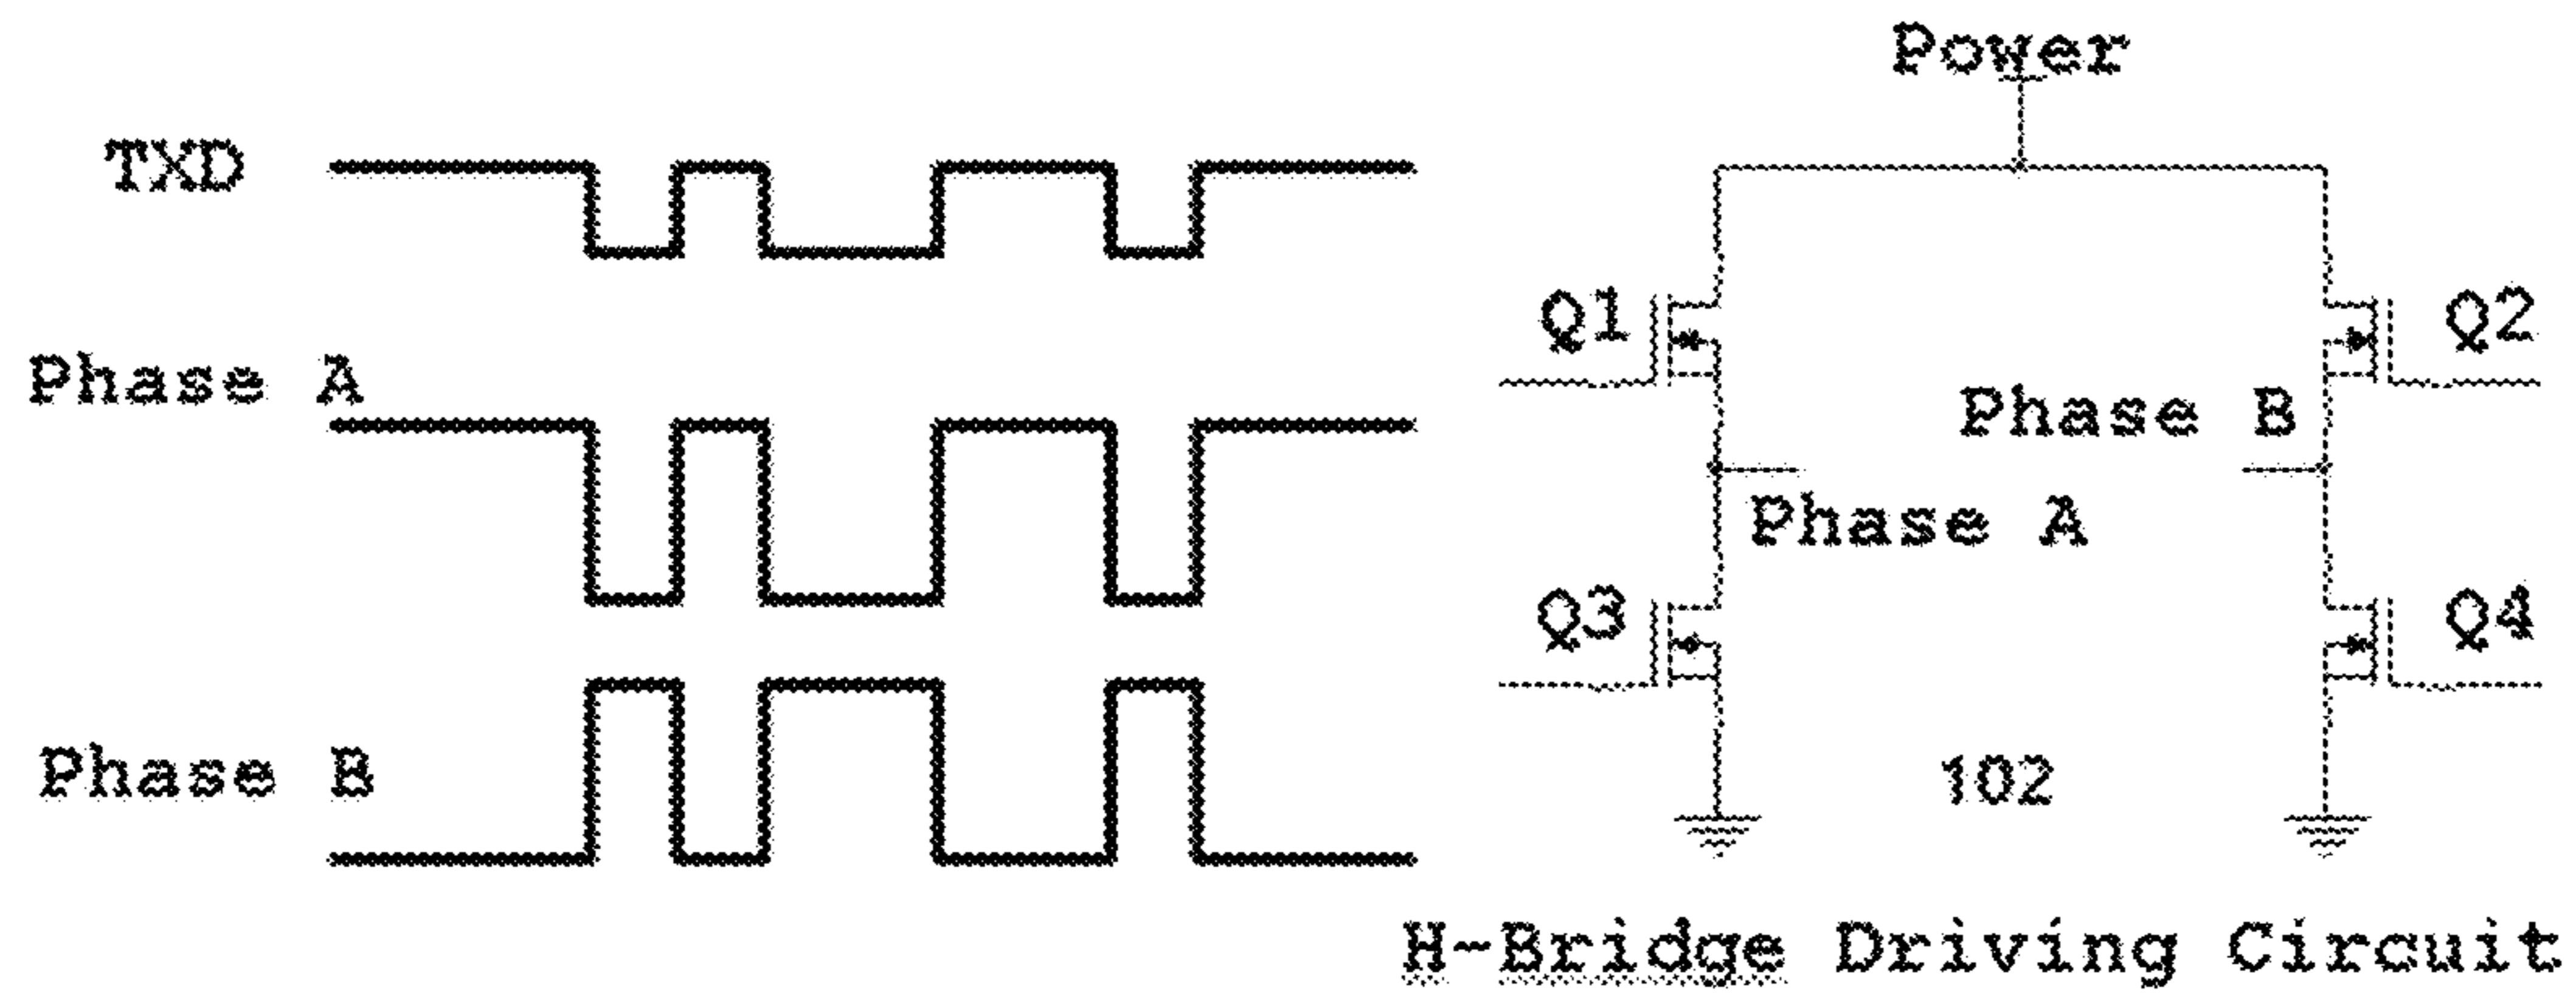 Power
TXD
Q1
Q2
Phase A
Phase B
Phase A
Q3
Q4
Phase B
102
H-Bridge Driving Circuit